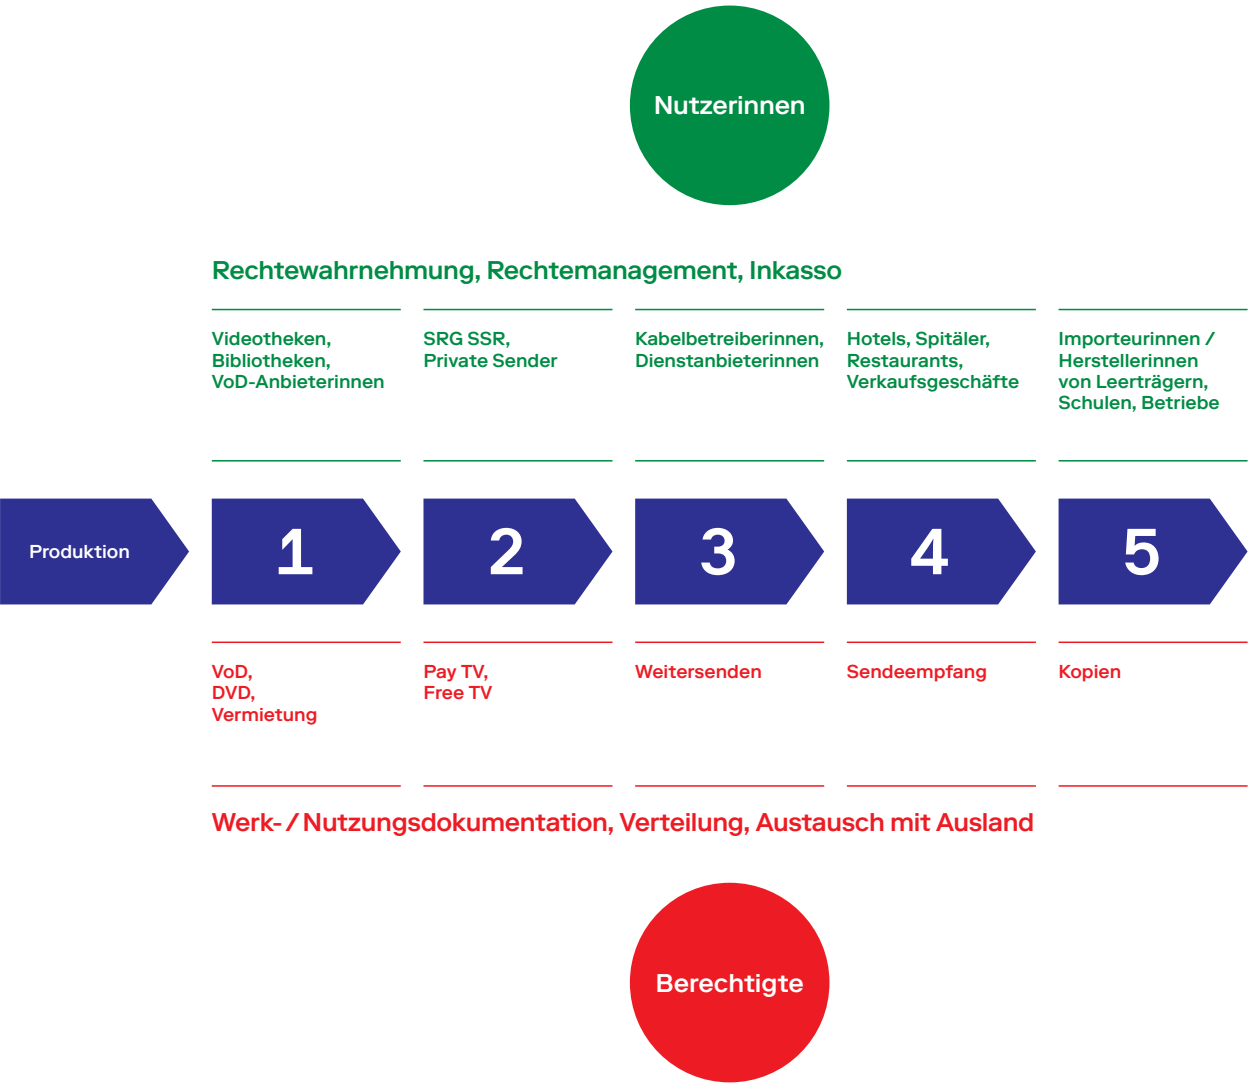 Nutzerinnen
Rechtewahrnehmung, Rechtemanagement, Inkasso
Videotheken,
Bibliotheken,
VoD-Anbieterinnen
SRG SSR,
Private Sender
Kabelbetreiberinnen,
Dienstanbieterinnen
Hotels, Spitäler,
Restaurants,
Verkaufsgeschäfte
Importeurinnen /
Herstellerinnen
von Leerträgern,
Schulen, Betriebe
Produktion
1
2
3
4
5
VoD,
DVD,
Vermietung
Pay TV,
Free TV
Weitersenden
Sendeempfang
Kopien
Werk- / Nutzungsdokumentation, Verteilung, Austausch mit Ausland
Berechtigte